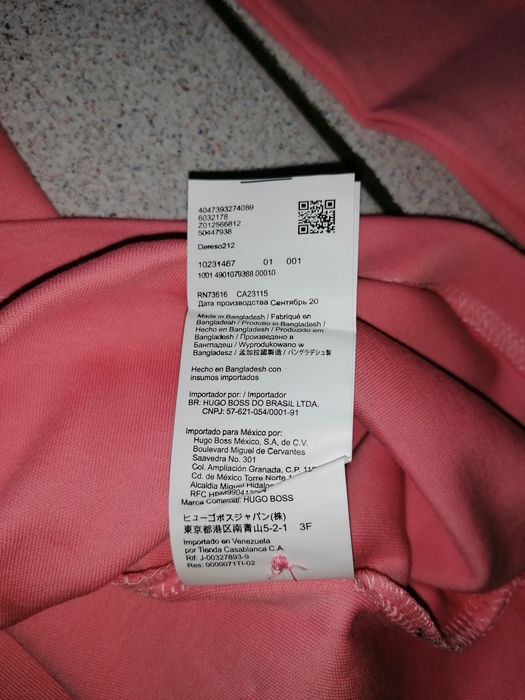 4047393274089
6032178
Z012566812
50447938
Dereso212
10231467 01 001
1001 4901079388 00010
RN73616 CA23115
Дата производства Сентябрь 20
Made in Bangladesh / Fabriqué en
Bangladesh / Prodotto in Bangladesh /
Hecho en Bangladesh / Produzido em
Bangladesh / Произведено в
Бангладеш / Wyprodukowano w
Bangladesz / 孟加拉國製造 / バングラデシュ製
Hecho en Bangladesh con
insumos importados
Importador por: / Importador
BR: HUGO BOSS DO BRASIL LTDA.
CNPJ: 57-621-054/0001-91
Importado para México por:
Hugo Boss México, S.A, de C.V.
Boulevard Miguel de Cervantes
Saavedra No. 301
Col. Ampliación Granada, C.P.
Cd. de México Torre Norte
Alcaldía Miguel Hidalgo
RFC
Marca Comercial: HUGO BOSS
ヒューゴボスジャパン(株)
東京都港区南青山5-2-1 3F
Importado en Venezuela
por Tienda Casablanca C.A.
Rif: J-00327893-9
Res: 0000071TI-02